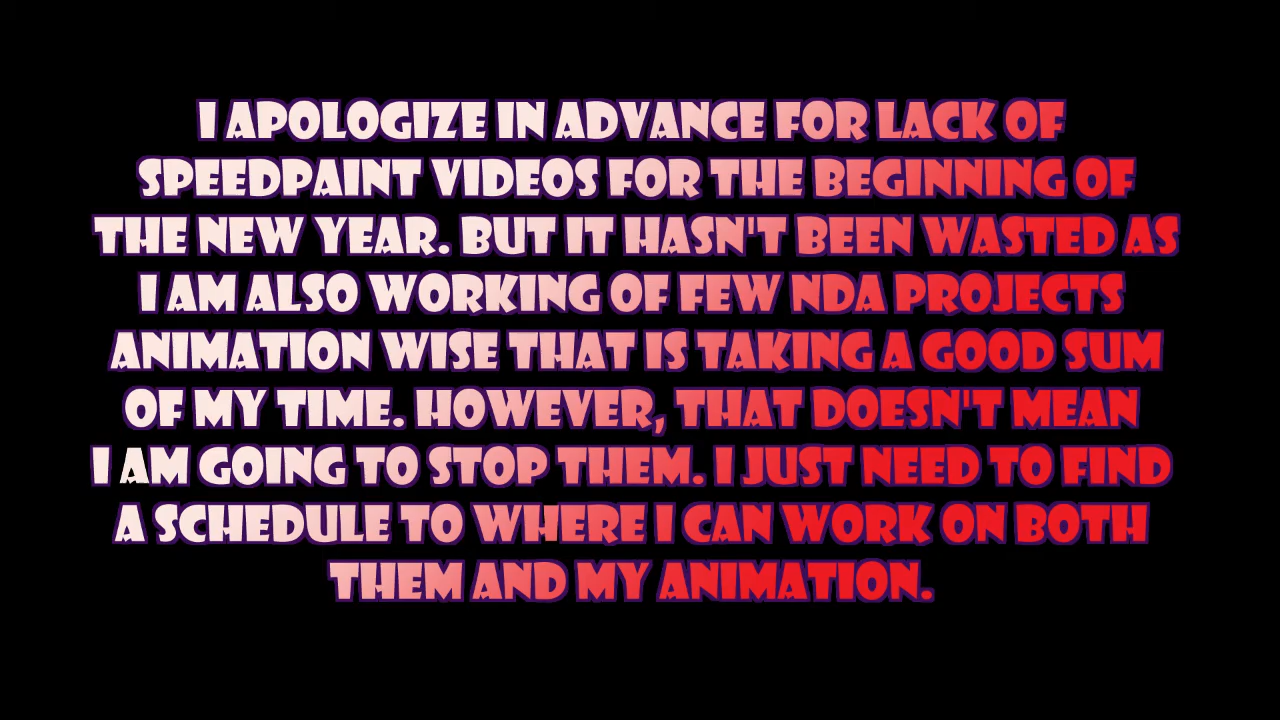 I APOLOGIZE IN ADVANCE FOR LACK OF
SPEEDPAINT VIDEOS FOR THE BEGINNING OF
THE NEW YEAR. BUT IT HASN'T BEEN WASTED AS
I AM ALSO WORKING OF FEW NDA PROJECTS
ANIMATION WISE THAT IS TAKING A GOOD SUM
OF MY TIME. HOWEVER, THAT DOESN'T MEAN
I AM GOING TO STOP THEM. I JUST NEED TO FIND
A SCHEDULE TO WHERE I CAN WORK ON BOTH
THEM AND MY ANIMATION.